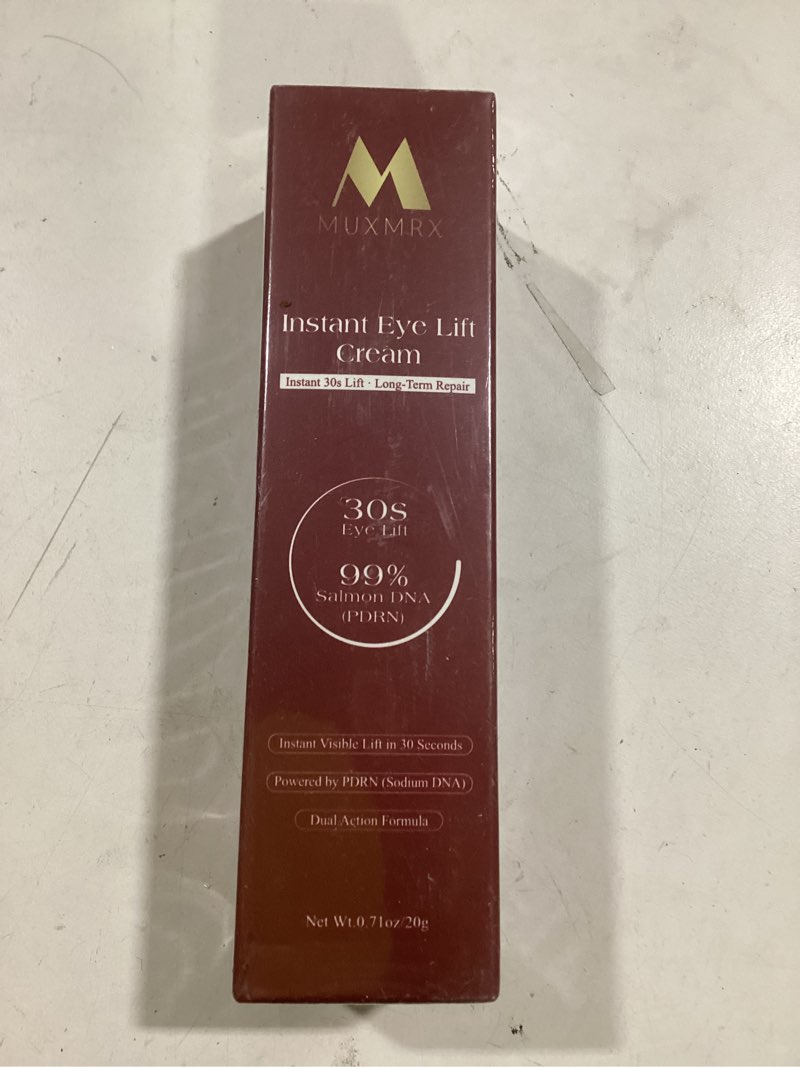 MUXMRX
Instant Eye Lift
Cream
Instant 30s Lift · Long-Term Repair
30s
Eye Lift
99%
Salmon DNA
(PDRN)
Instant Visible Lift in 30 Seconds
Powered by PDRN (Sodium DNA)
Dual Action Formula
Net Wt.0.71oz/20g